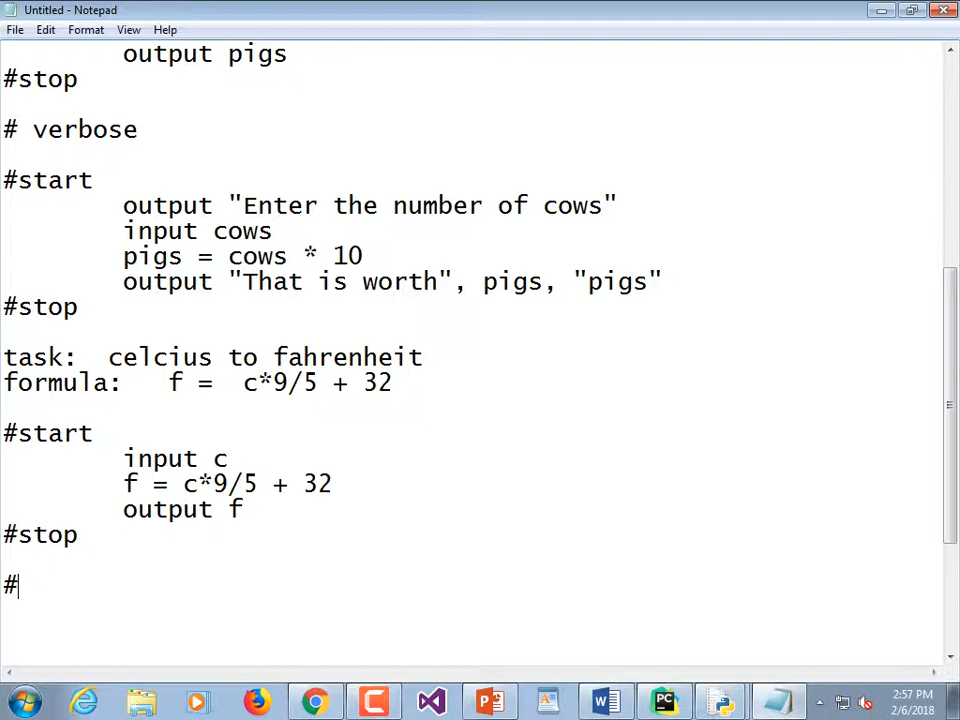 Untitled - Notepad
File Edit Format View Help
output pigs
#stop
# verbose
#start
output "Enter the number of cows"
input cows
pigs = cows * 10
output "That is worth", pigs, "pigs"
#stop
task:  celcius to fahrenheit
formula:   f =  c*9/5 + 32
#start
input c
f = c*9/5 + 32
output f
#stop
#
2:57 PM
2/6/2018